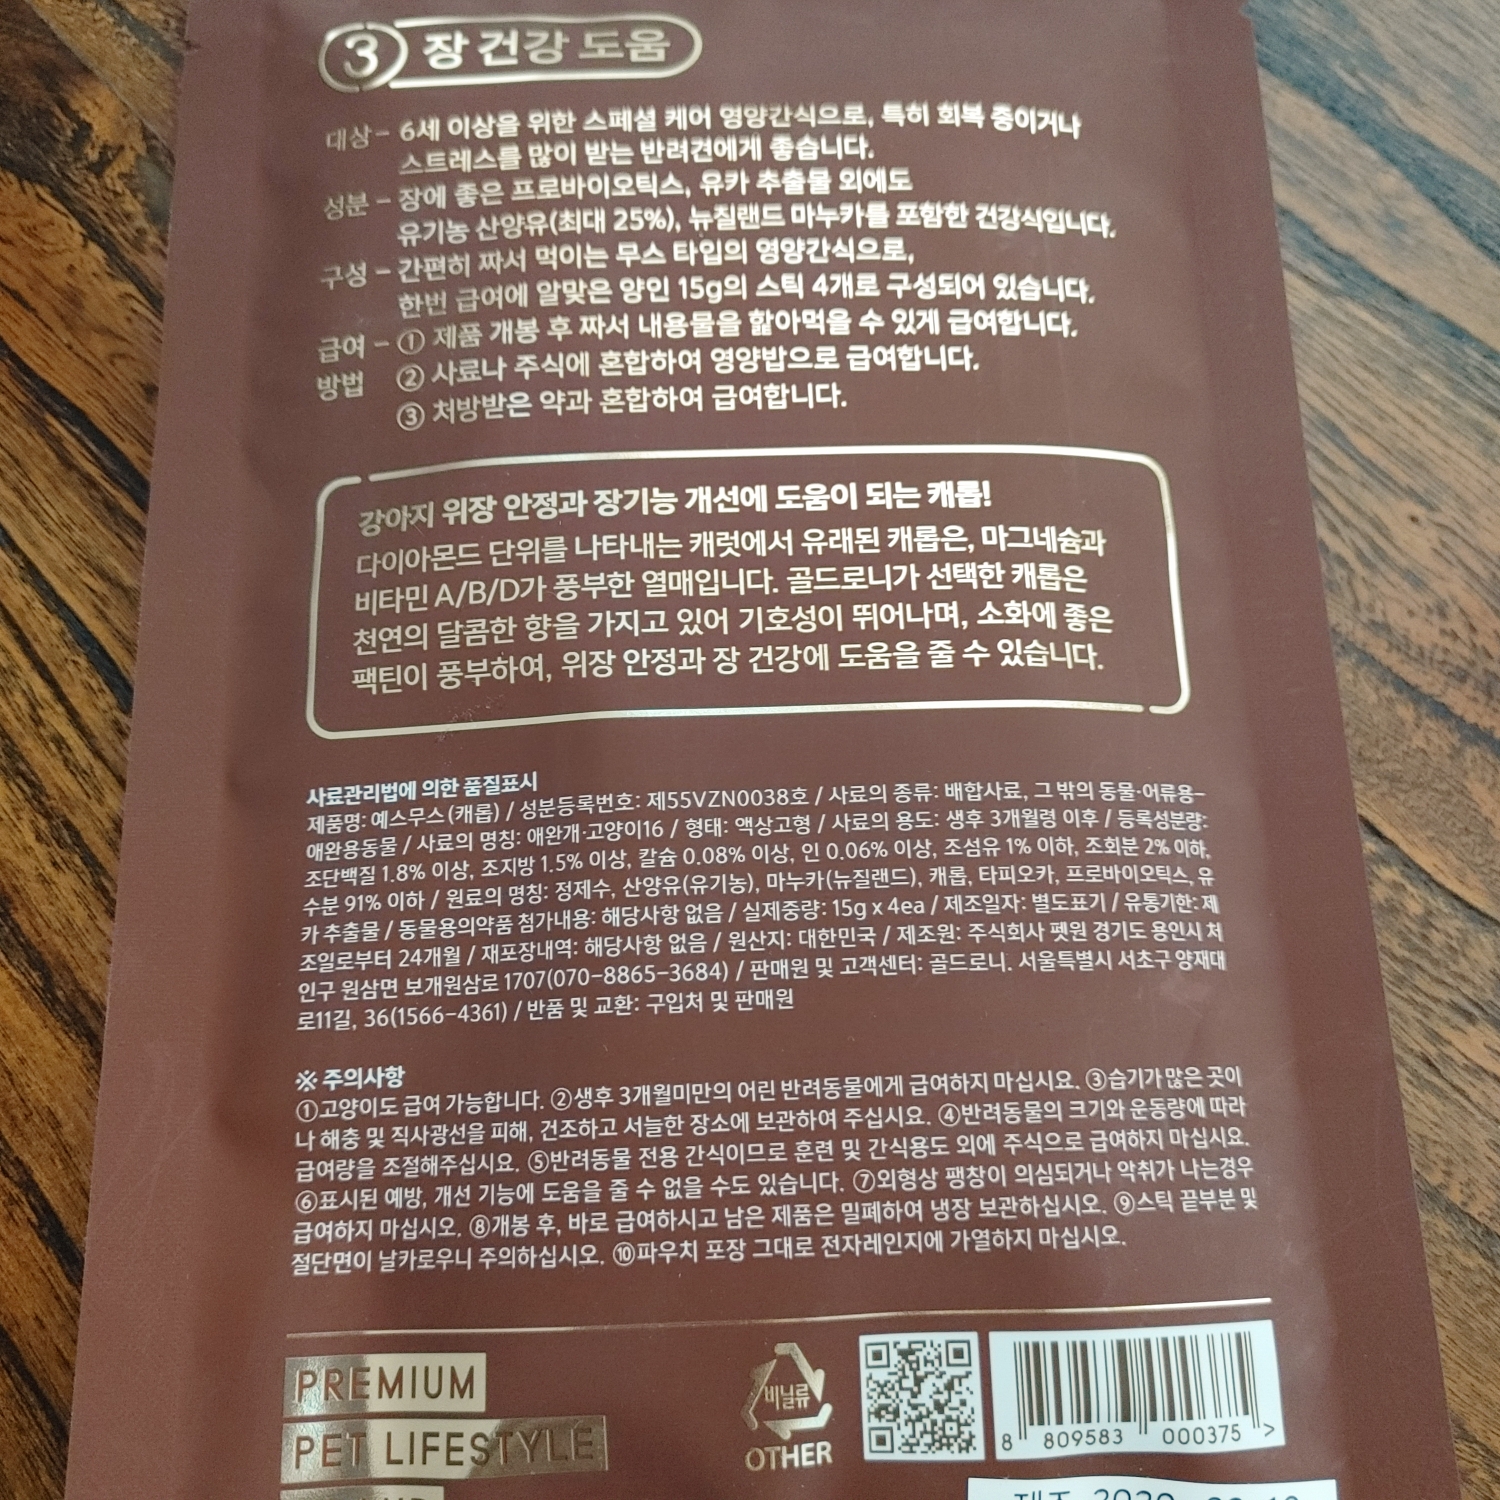 ③ 장 건강 도움
대상 - 6세 이상을 위한 스페셜 케어 영양간식으로, 특히 회복 중이거나
스트레스를 많이 받는 반려견에게 좋습니다.
성분 - 장에 좋은 프로바이오틱스, 유카 추출물 외에도
유기농 산양유(최대 25%), 뉴질랜드 마누카를 포함한 건강식입니다.
구성 - 간편히 짜서 먹이는 무스 타입의 영양간식으로,
한번 급여에 알맞은 양인 15g의 스틱 4개로 구성되어 있습니다.
급여 - ① 제품 개봉 후 짜서 내용물을 핥아먹을 수 있게 급여합니다.
방법 ② 사료나 주식에 혼합하여 영양밥으로 급여합니다.
③ 처방받은 약과 혼합하여 급여합니다.
강아지 위장 안정과 장기능 개선에 도움이 되는 캐롭!
다이아몬드 단위를 나타내는 캐럿에서 유래된 캐롭은, 마그네슘과
비타민 A/B/D가 풍부한 열매입니다. 골드로니가 선택한 캐롭은
천연의 달콤한 향을 가지고 있어 기호성이 뛰어나며, 소화에 좋은
팩틴이 풍부하여, 위장 안정과 장 건강에 도움을 줄 수 있습니다.
사료관리법에 의한 품질표시
제품명: 예스무스(캐롭) / 성분등록번호: 제55VZN0038호 / 사료의 종류: 배합사료, 그 밖의 동물·어류용-
애완용동물 / 사료의 명칭: 애완개·고양이16 / 형태: 액상고형 / 사료의 용도: 생후 3개월령 이후 / 등록성분량:
조단백질 1.8% 이상, 조지방 1.5% 이상, 칼슘 0.08% 이상, 인 0.06% 이상, 조섬유 1% 이하, 조회분 2% 이하,
수분 91% 이하 / 원료의 명칭: 정제수, 산양유(유기농), 마누카(뉴질랜드), 캐롭, 타피오카, 프로바이오틱스, 유
카 추출물 / 동물용의약품 첨가내용: 해당사항 없음 / 실제중량: 15g x 4ea / 제조일자: 별도표기 / 유통기한: 제
조일로부터 24개월 / 재포장내역: 해당사항 없음 / 원산지: 대한민국 / 제조원: 주식회사 펫원 경기도 용인시 처
인구 원삼면 보개원삼로 1707(070-8865-3684) / 판매원 및 고객센터: 골드로니. 서울특별시 서초구 양재대
로11길, 36(1566-4361) / 반품 및 교환: 구입처 및 판매원
※ 주의사항
①고양이도 급여 가능합니다. ②생후 3개월미만의 어린 반려동물에게 급여하지 마십시요. ③습기가 많은 곳이
나 해충 및 직사광선을 피해, 건조하고 서늘한 장소에 보관하여 주십시요. ④반려동물의 크기와 운동량에 따라
급여량을 조절해주십시요. ⑤반려동물 전용 간식이므로 훈련 및 간식용도 외에 주식으로 급여하지 마십시요.
⑥표시된 예방, 개선 기능에 도움을 줄 수 없을 수도 있습니다. ⑦외형상 팽창이 의심되거나 악취가 나는경우
급여하지 마십시오. ⑧개봉 후, 바로 급여하시고 남은 제품은 밀폐하여 냉장 보관하십시오. ⑨스틱 끝부분 및
절단면이 날카로우니 주의하십시오. ⑩파우치 포장 그대로 전자레인지에 가열하지 마십시오.
PREMIUM
PET LIFESTYLE
비닐류
OTHER
8 809583 000375 >